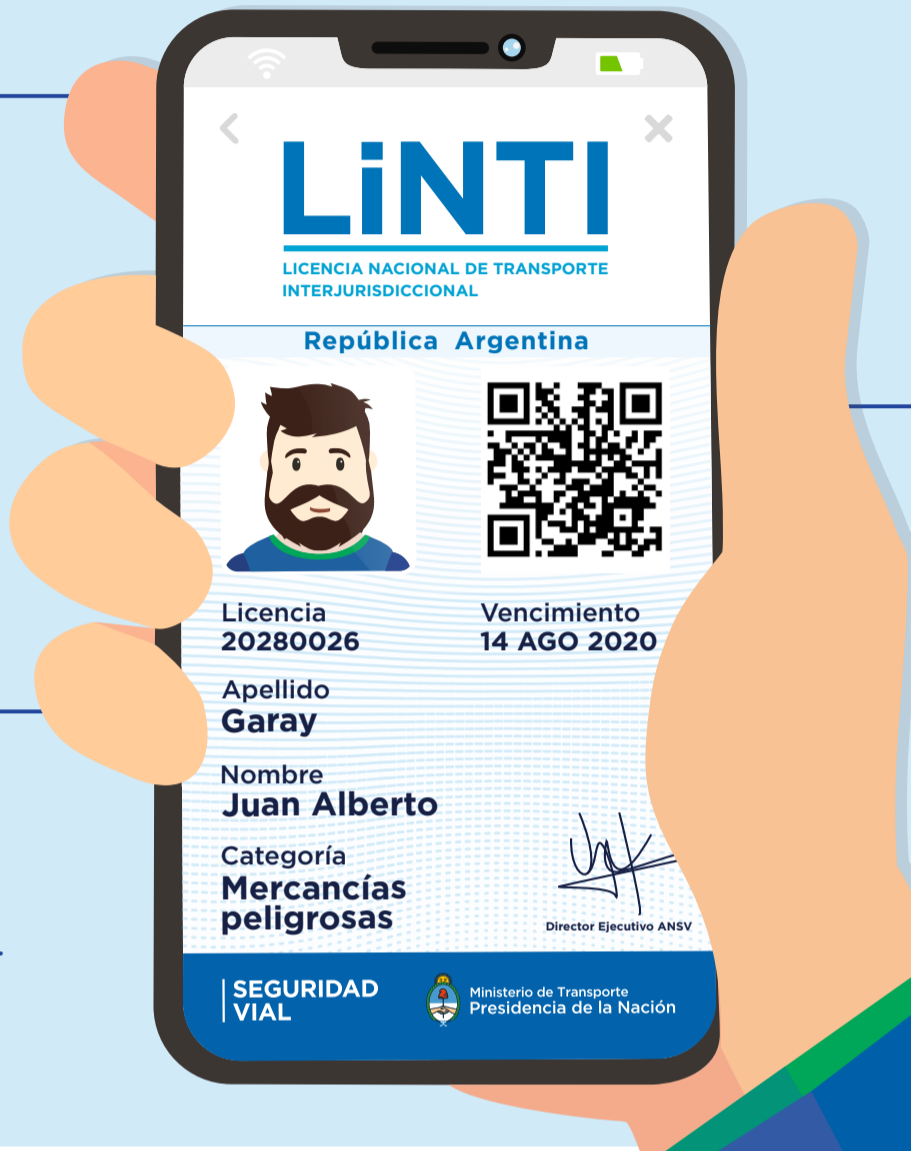 LiNTI
LICENCIA NACIONAL DE TRANSPORTE
INTERJURISDICCIONAL
República Argentina
Licencia
20280026
Vencimiento
14 AGO 2020
Apellido
Garay
Nombre
Juan Alberto
Categoría
Mercancías
peligrosas
Director Ejecutivo ANSV
SEGURIDAD
VIAL
Ministerio de Transporte
Presidencia de la Nación